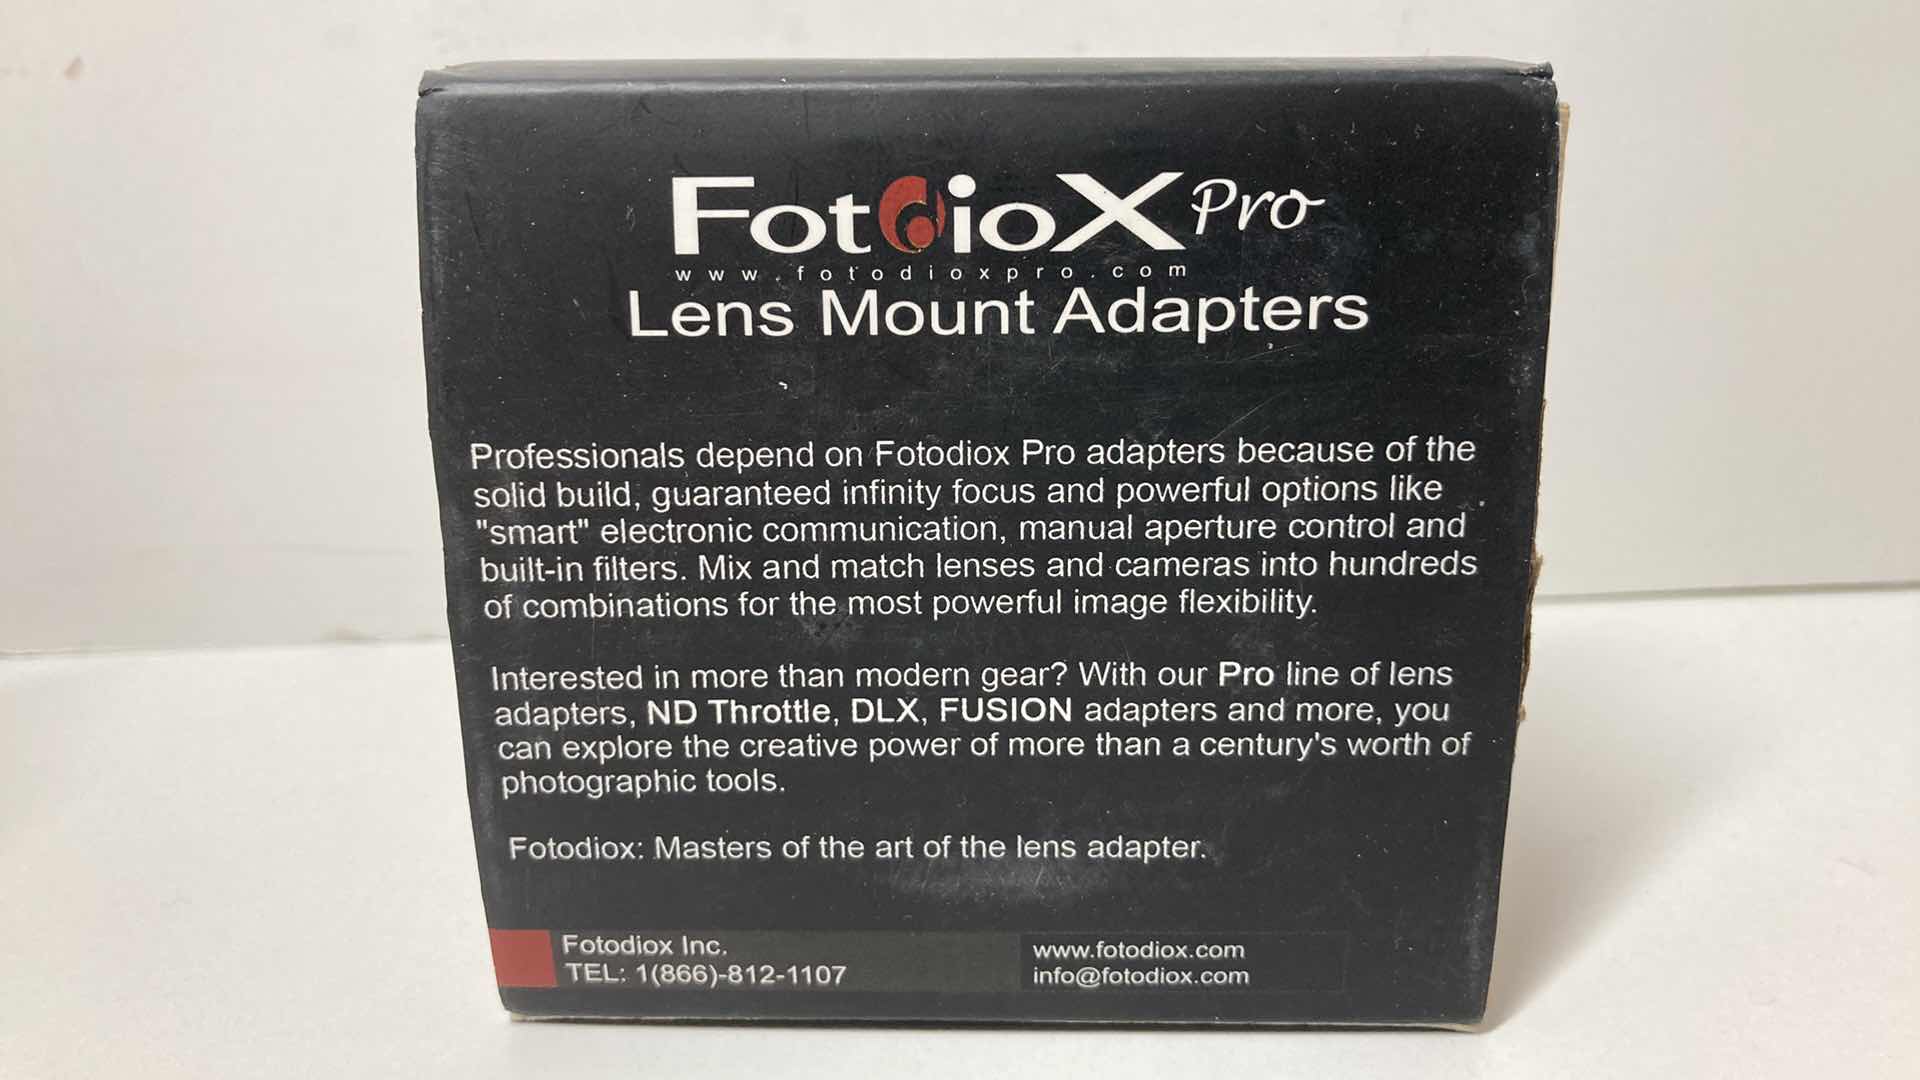 FotodioX Pro
www.fotodioxpro.com
Lens Mount Adapters
Professionals depend on Fotodiox Pro adapters because of the
solid build, guaranteed infinity focus and powerful options like
"smart" electronic communication, manual aperture control and
built-in filters. Mix and match lenses and cameras into hundreds
of combinations for the most powerful image flexibility.
Interested in more than modern gear? With our Pro line of lens
adapters, ND Throttle, DLX, FUSION adapters and more, you
can explore the creative power of more than a century's worth of
photographic tools.
Fotodiox: Masters of the art of the lens adapter.
Fotodiox Inc.
TEL: 1(866)-812-1107
www.fotodiox.com
info@fotodiox.com